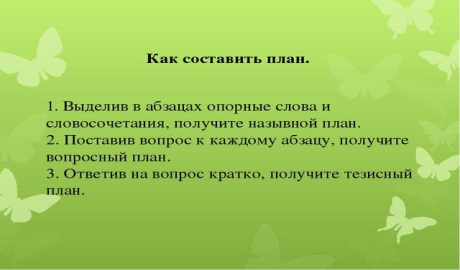 Как составить план.
1. Выделив в абзацах опорные слова и
словосочетания, получите назывной план.
2. Поставив вопрос к каждому абзацу, получите
вопросный план.
3. Ответив на вопрос кратко, получите тезисный
план.